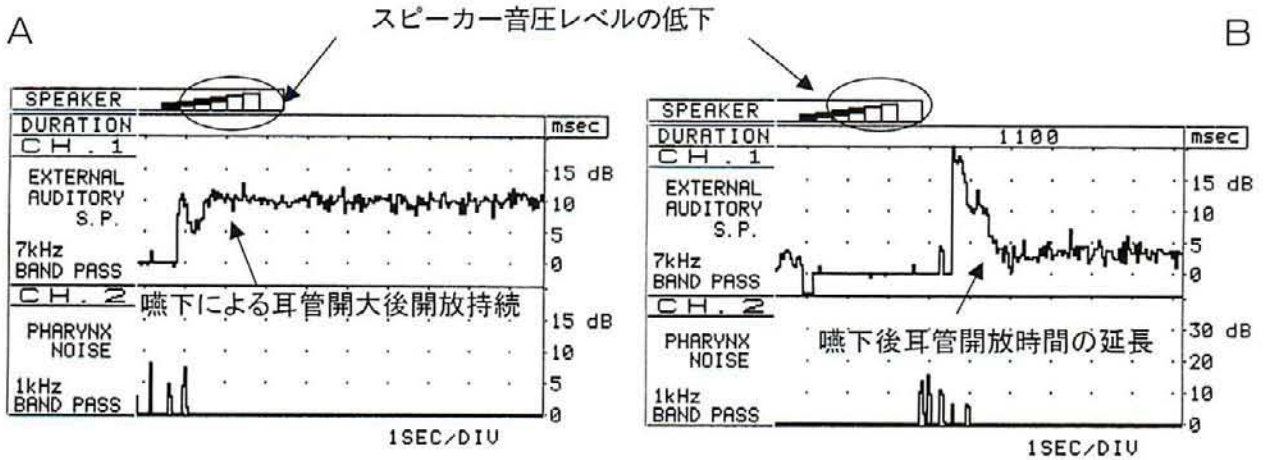 A
スピーカー音圧レベルの低下
B
SPEAKER
DURATION
msec
CH. 1
EXTERNAL
AUDITORY
S.P.
7kHz
BAND PASS
15 dB
10
5
0
嚥下による耳管開大後開放持続
CH. 2
PHARYNX
NOISE
1kHz
BAND PASS
15 dB
10
5
0
1SEC/DIV
SPEAKER
DURATION
1100
msec
CH. 1
EXTERNAL
AUDITORY
S.P.
7kHz
BAND PASS
15 dB
10
5
0
CH. 2
嚥下後耳管開放時間の延長
PHARYNX
NOISE
1kHz
BAND PASS
30 dB
20
10
0
1SEC/DIV